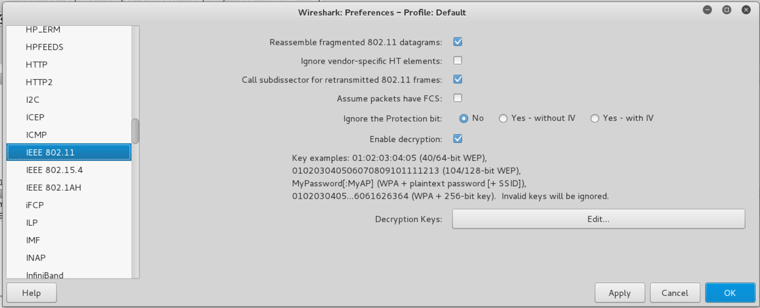 Wireshark: Preferences - Profile: Default
HP_ERM
HPFEEDS
HTTP
HTTP2
I2C
ICEP
ICMP
IEEE 802.11
IEEE 802.15.4
IEEE 802.1AH
iFCP
ILP
IMF
INAP
InfiniBand
Reassemble fragmented 802.11 datagrams:
Ignore vendor-specific HT elements:
Call subdissector for retransmitted 802.11 frames:
Assume packets have FCS:
Ignore the Protection bit: No Yes - without IV Yes - with IV
Enable decryption:
Key examples: 01:02:03:04:05 (40/64-bit WEP),
010203040506070809101111213 (104/128-bit WEP),
MyPassword[:MyAP] (WPA + plaintext password [+ SSID]),
0102030405...6061626364 (WPA + 256-bit key). Invalid keys will be ignored.
Decryption Keys: Edit...
Help Apply Cancel OK